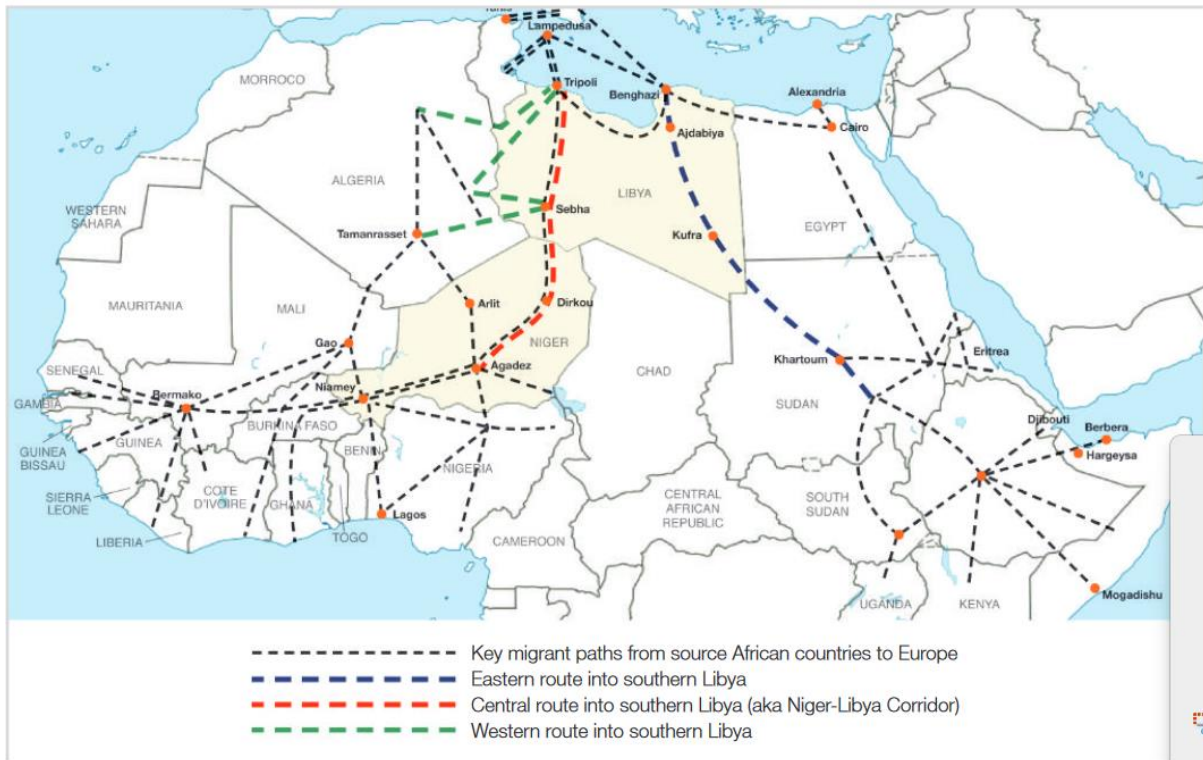 Tunis
Lampedusa
MORROCO
Tripoli
Benghazi
Alexandria
Cairo
Ajdabiya
ALGERIA
LIBYA
WESTERN
SAHARA
Sebha
EGYPT
Tamanrasset
Kufra
MAURITANIA
MALI
Arlit
Dirkou
NIGER
Gao
Agadez
CHAD
Khartoum
Eritrea
SENEGAL
GAMBIA
Bermako
Niamey
SUDAN
Djibouti
Berbera
Hargeysa
GUINEA
BISSAU
GUINEA
BURKINA FASO
BENIN
NIGERIA
SIERRA
LEONE
COTE
D'IVOIRE
GHANA
CENTRAL
AFRICAN
REPUBLIC
SOUTH
SUDAN
Lagos
LIBERIA
TOGO
CAMEROON
UGANDA
KENYA
Mogadishu
Key migrant paths from source African countries to Europe
Eastern route into southern Libya
Central route into southern Libya (aka Niger-Libya Corridor)
Western route into southern Libya